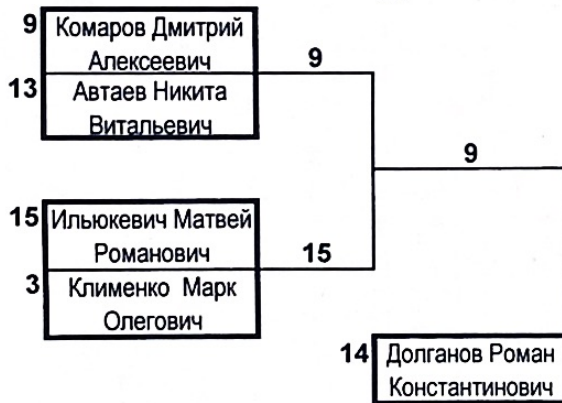 9 Комаров Дмитрий
Алексеевич
9
13 Автаев Никита
Витальевич
9
15 Ильюкевич Матвей
Романович
15
3 Клименко Марк
Олегович
14 Долганов Роман
Константинович